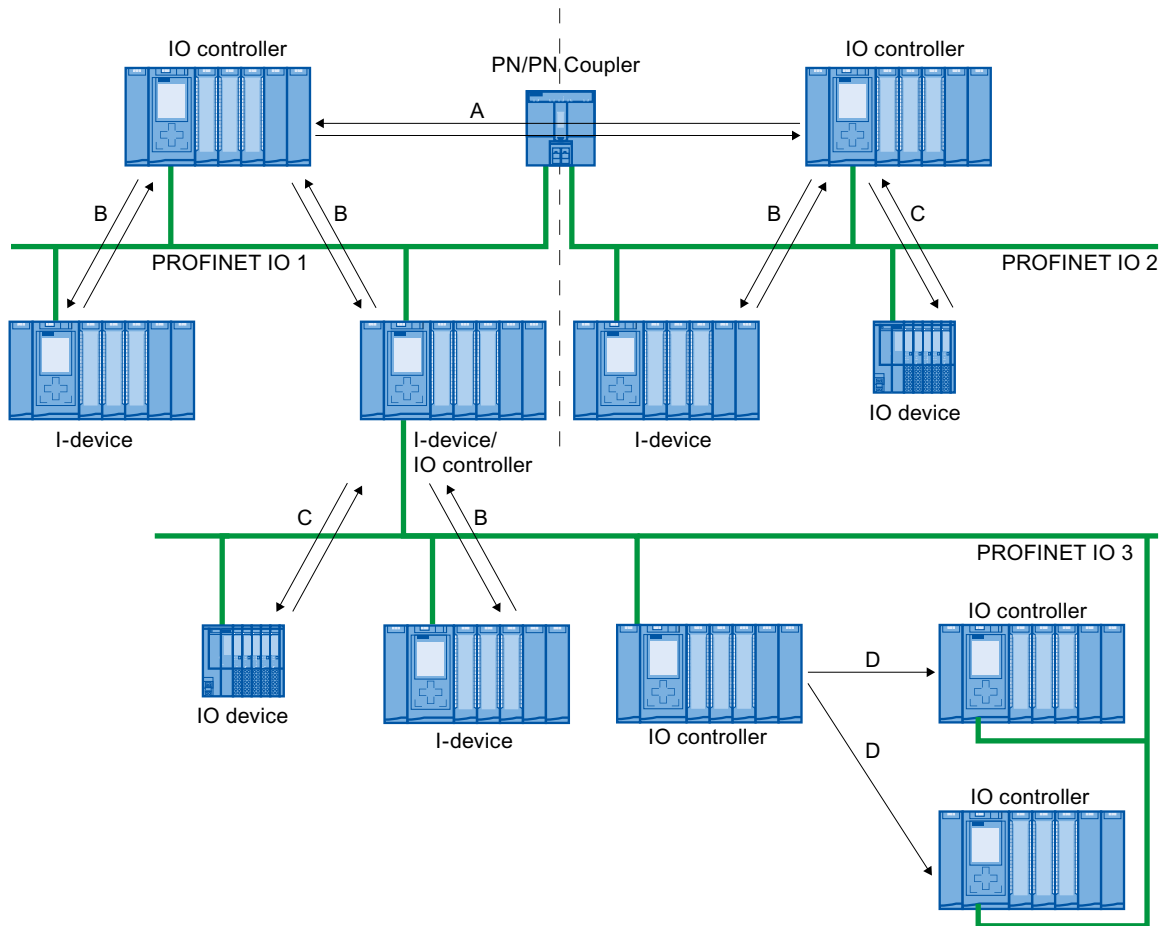 IO controller
PN/PN Coupler
IO controller
A
B
B
B
C
PROFINET IO 1
PROFINET IO 2
I-device
I-device/
IO controller
I-device
IO device
C
B
PROFINET IO 3
IO device
I-device
IO controller
D
D
IO controller
IO controller